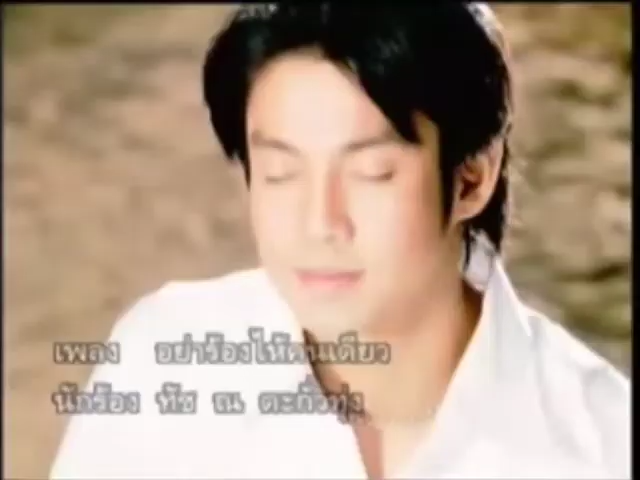 เพลง อย่าร้องไห้คนเดียว
นักร้อง ทัช ณ ตะกั่วทุ่ง